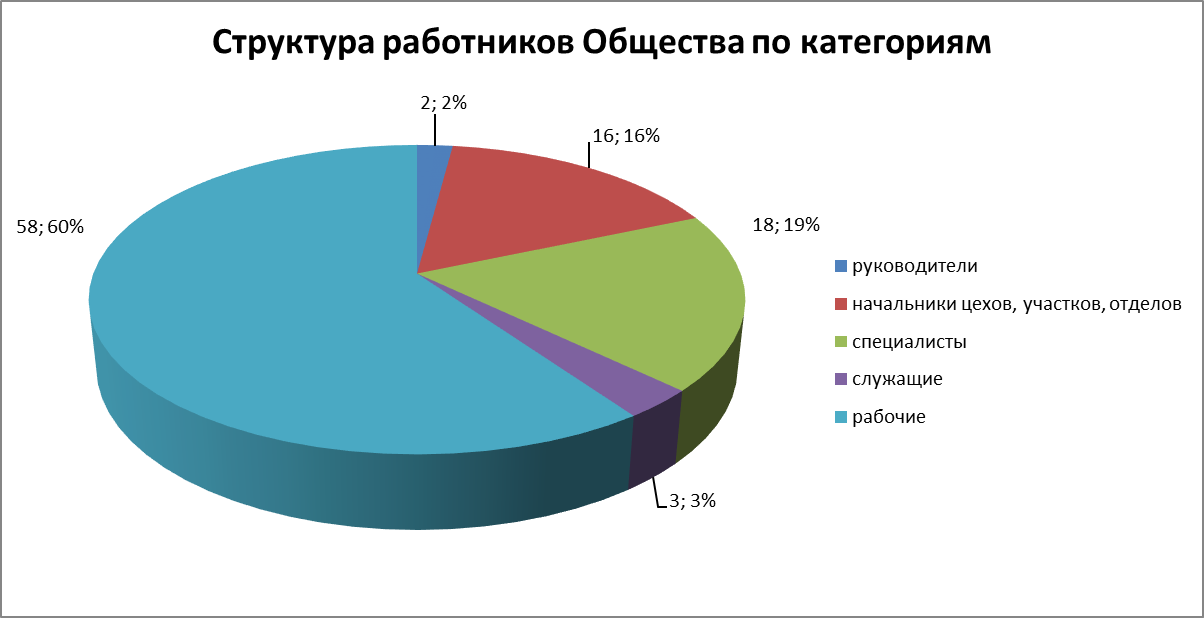 Структура работников Общества по категориям
2; 2%
16; 16%
58; 60%
18; 19%
руководители
начальники цехов, участков, отделов
специалисты
служащие
рабочие
3; 3%